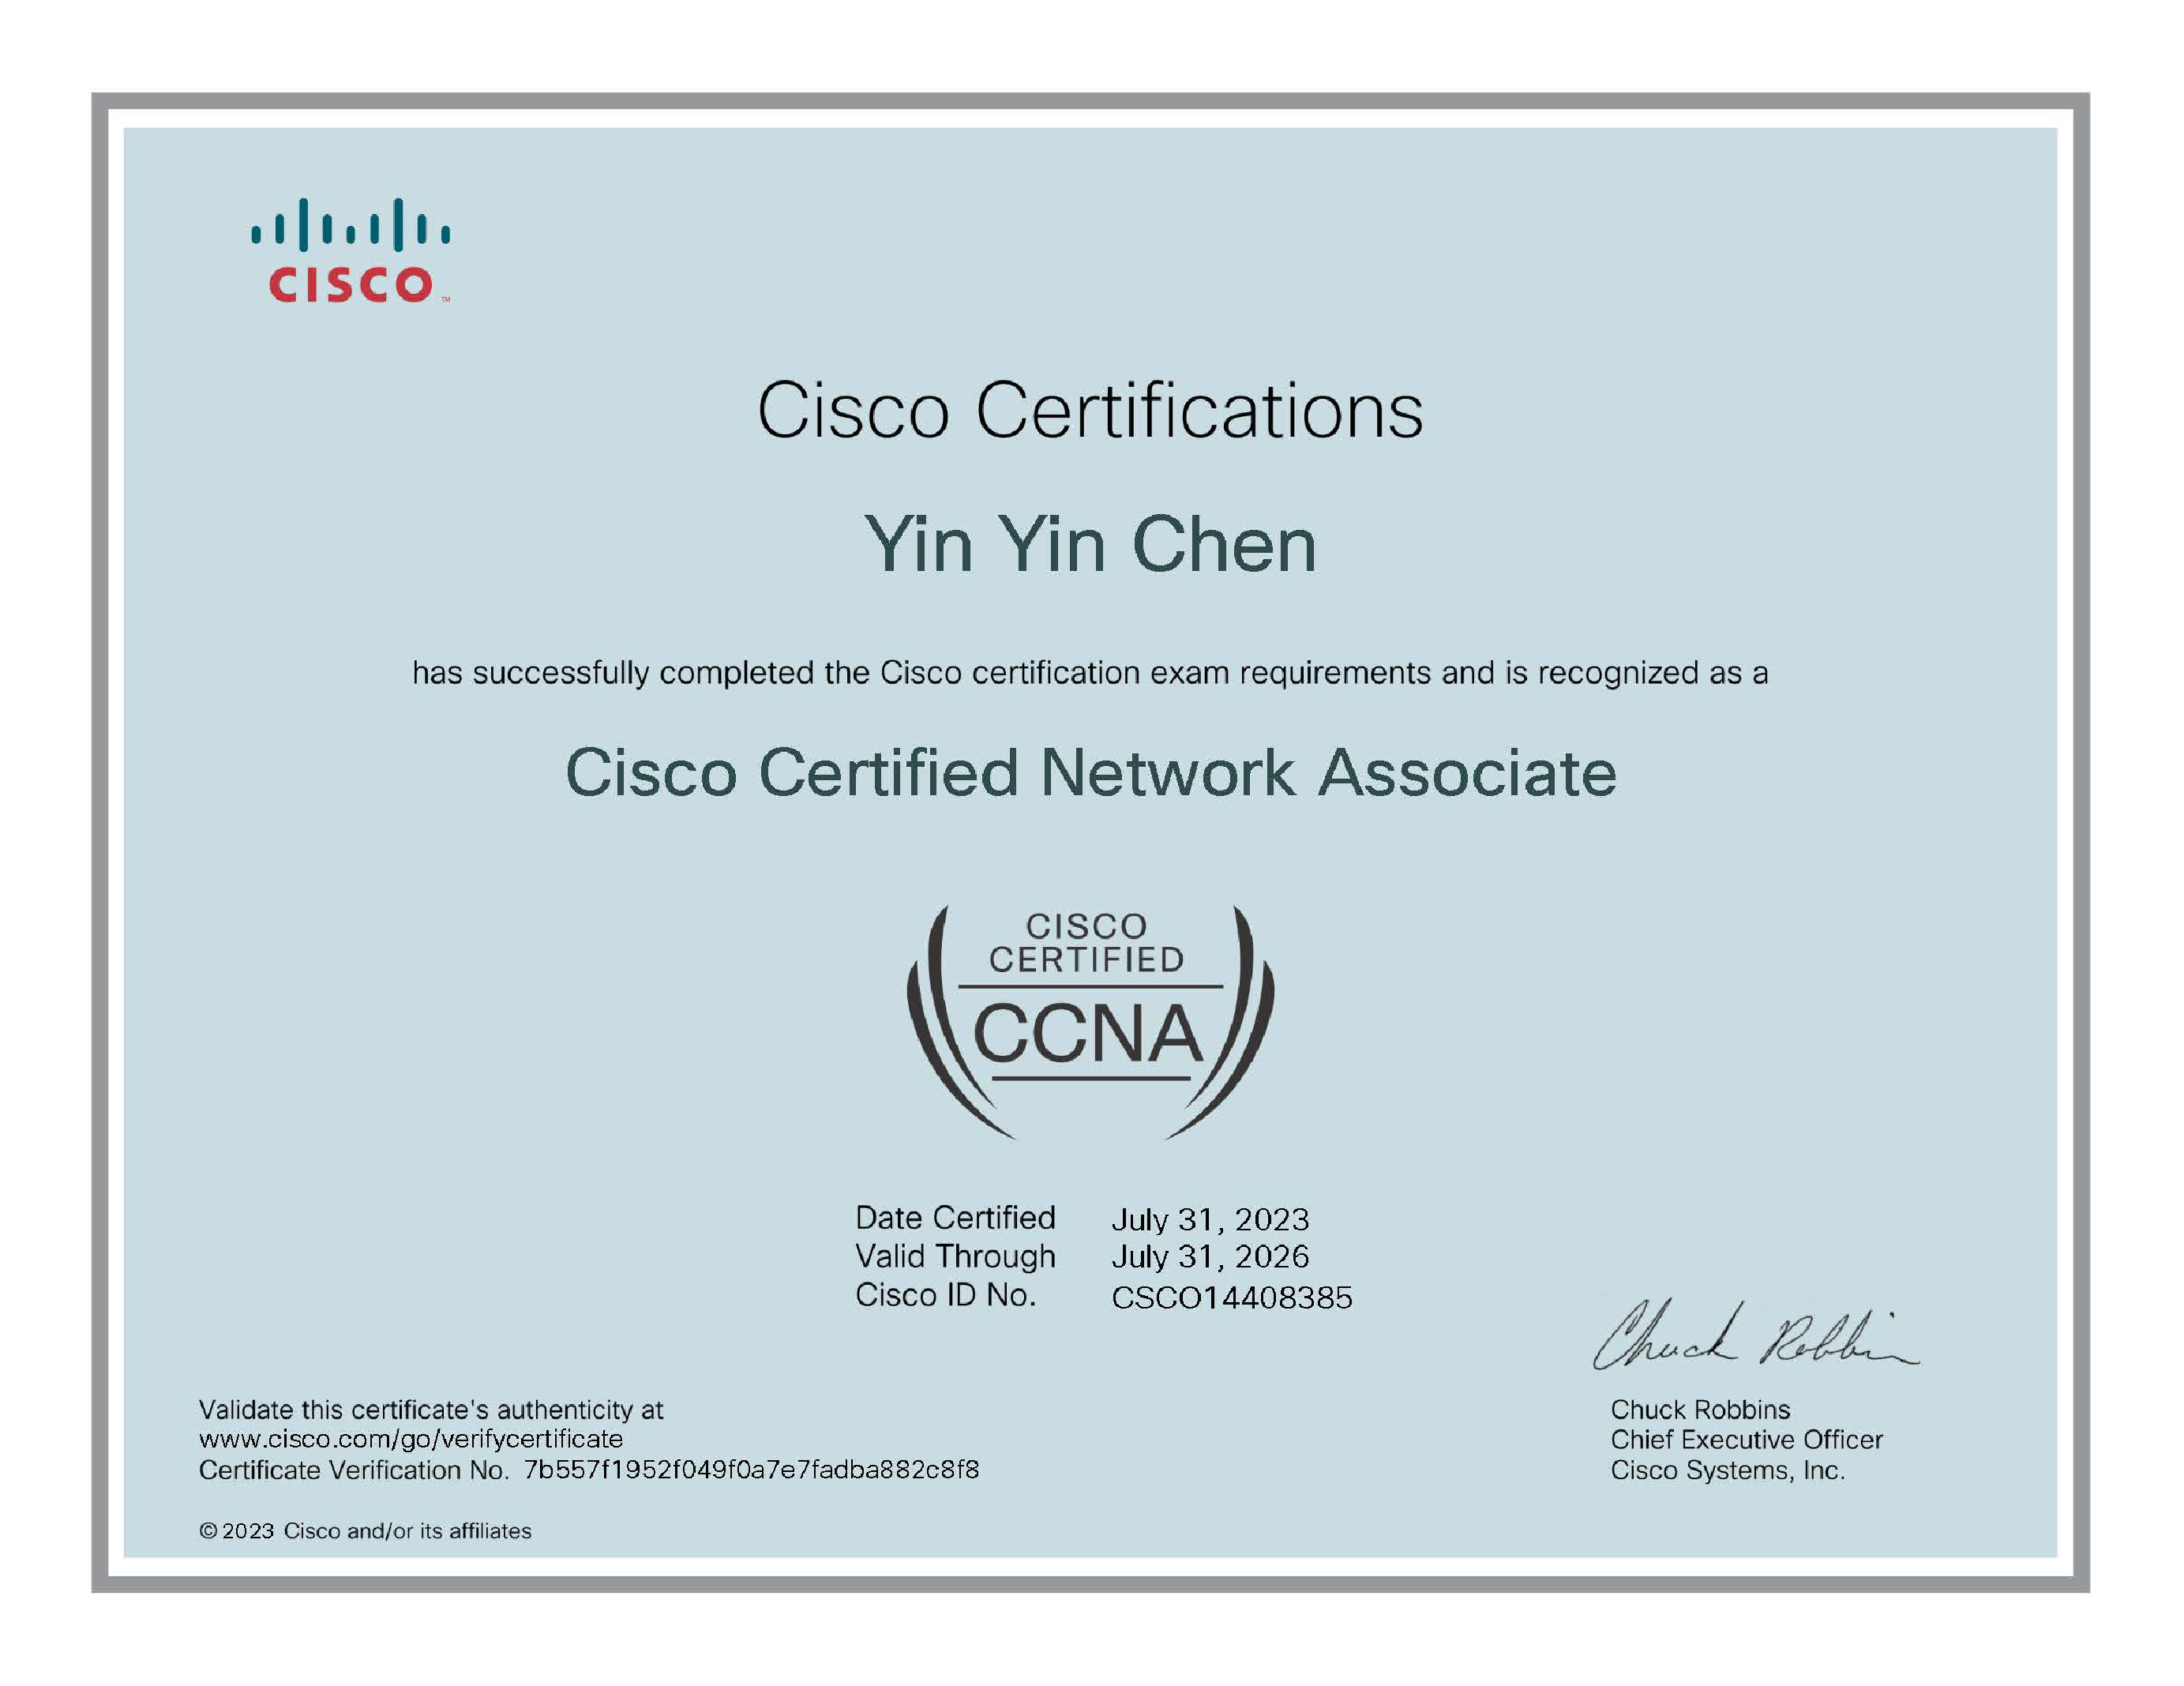 CISCO TM
Cisco Certifications
Yin Yin Chen
has successfully completed the Cisco certification exam requirements and is recognized as a
Cisco Certified Network Associate
CISCO
CERTIFIED
CCNA
Date Certified July 31, 2023
Valid Through July 31, 2026
Cisco ID No. CSCO14408385
Chuck Robbins
Validate this certificate's authenticity at
www.cisco.com/go/verifycertificate
Certificate Verification No. 7b557f1952f049f0a7e7fadba882c8f8
Chuck Robbins
Chief Executive Officer
Cisco Systems, Inc.
© 2023 Cisco and/or its affiliates